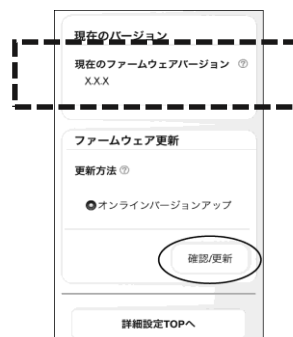 現在のバージョン
現在のファームウェアバージョン ?
X.X.X
ファームウェア更新
更新方法 ?
オンラインバージョンアップ
確認/更新
詳細設定TOPへ